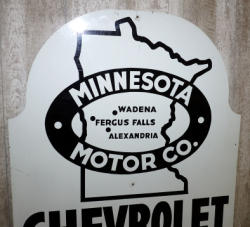 MINNESOTA
WADENA
FERGUS FALLS
ALEXANDRIA
MOTOR CO.
CHEVROLET